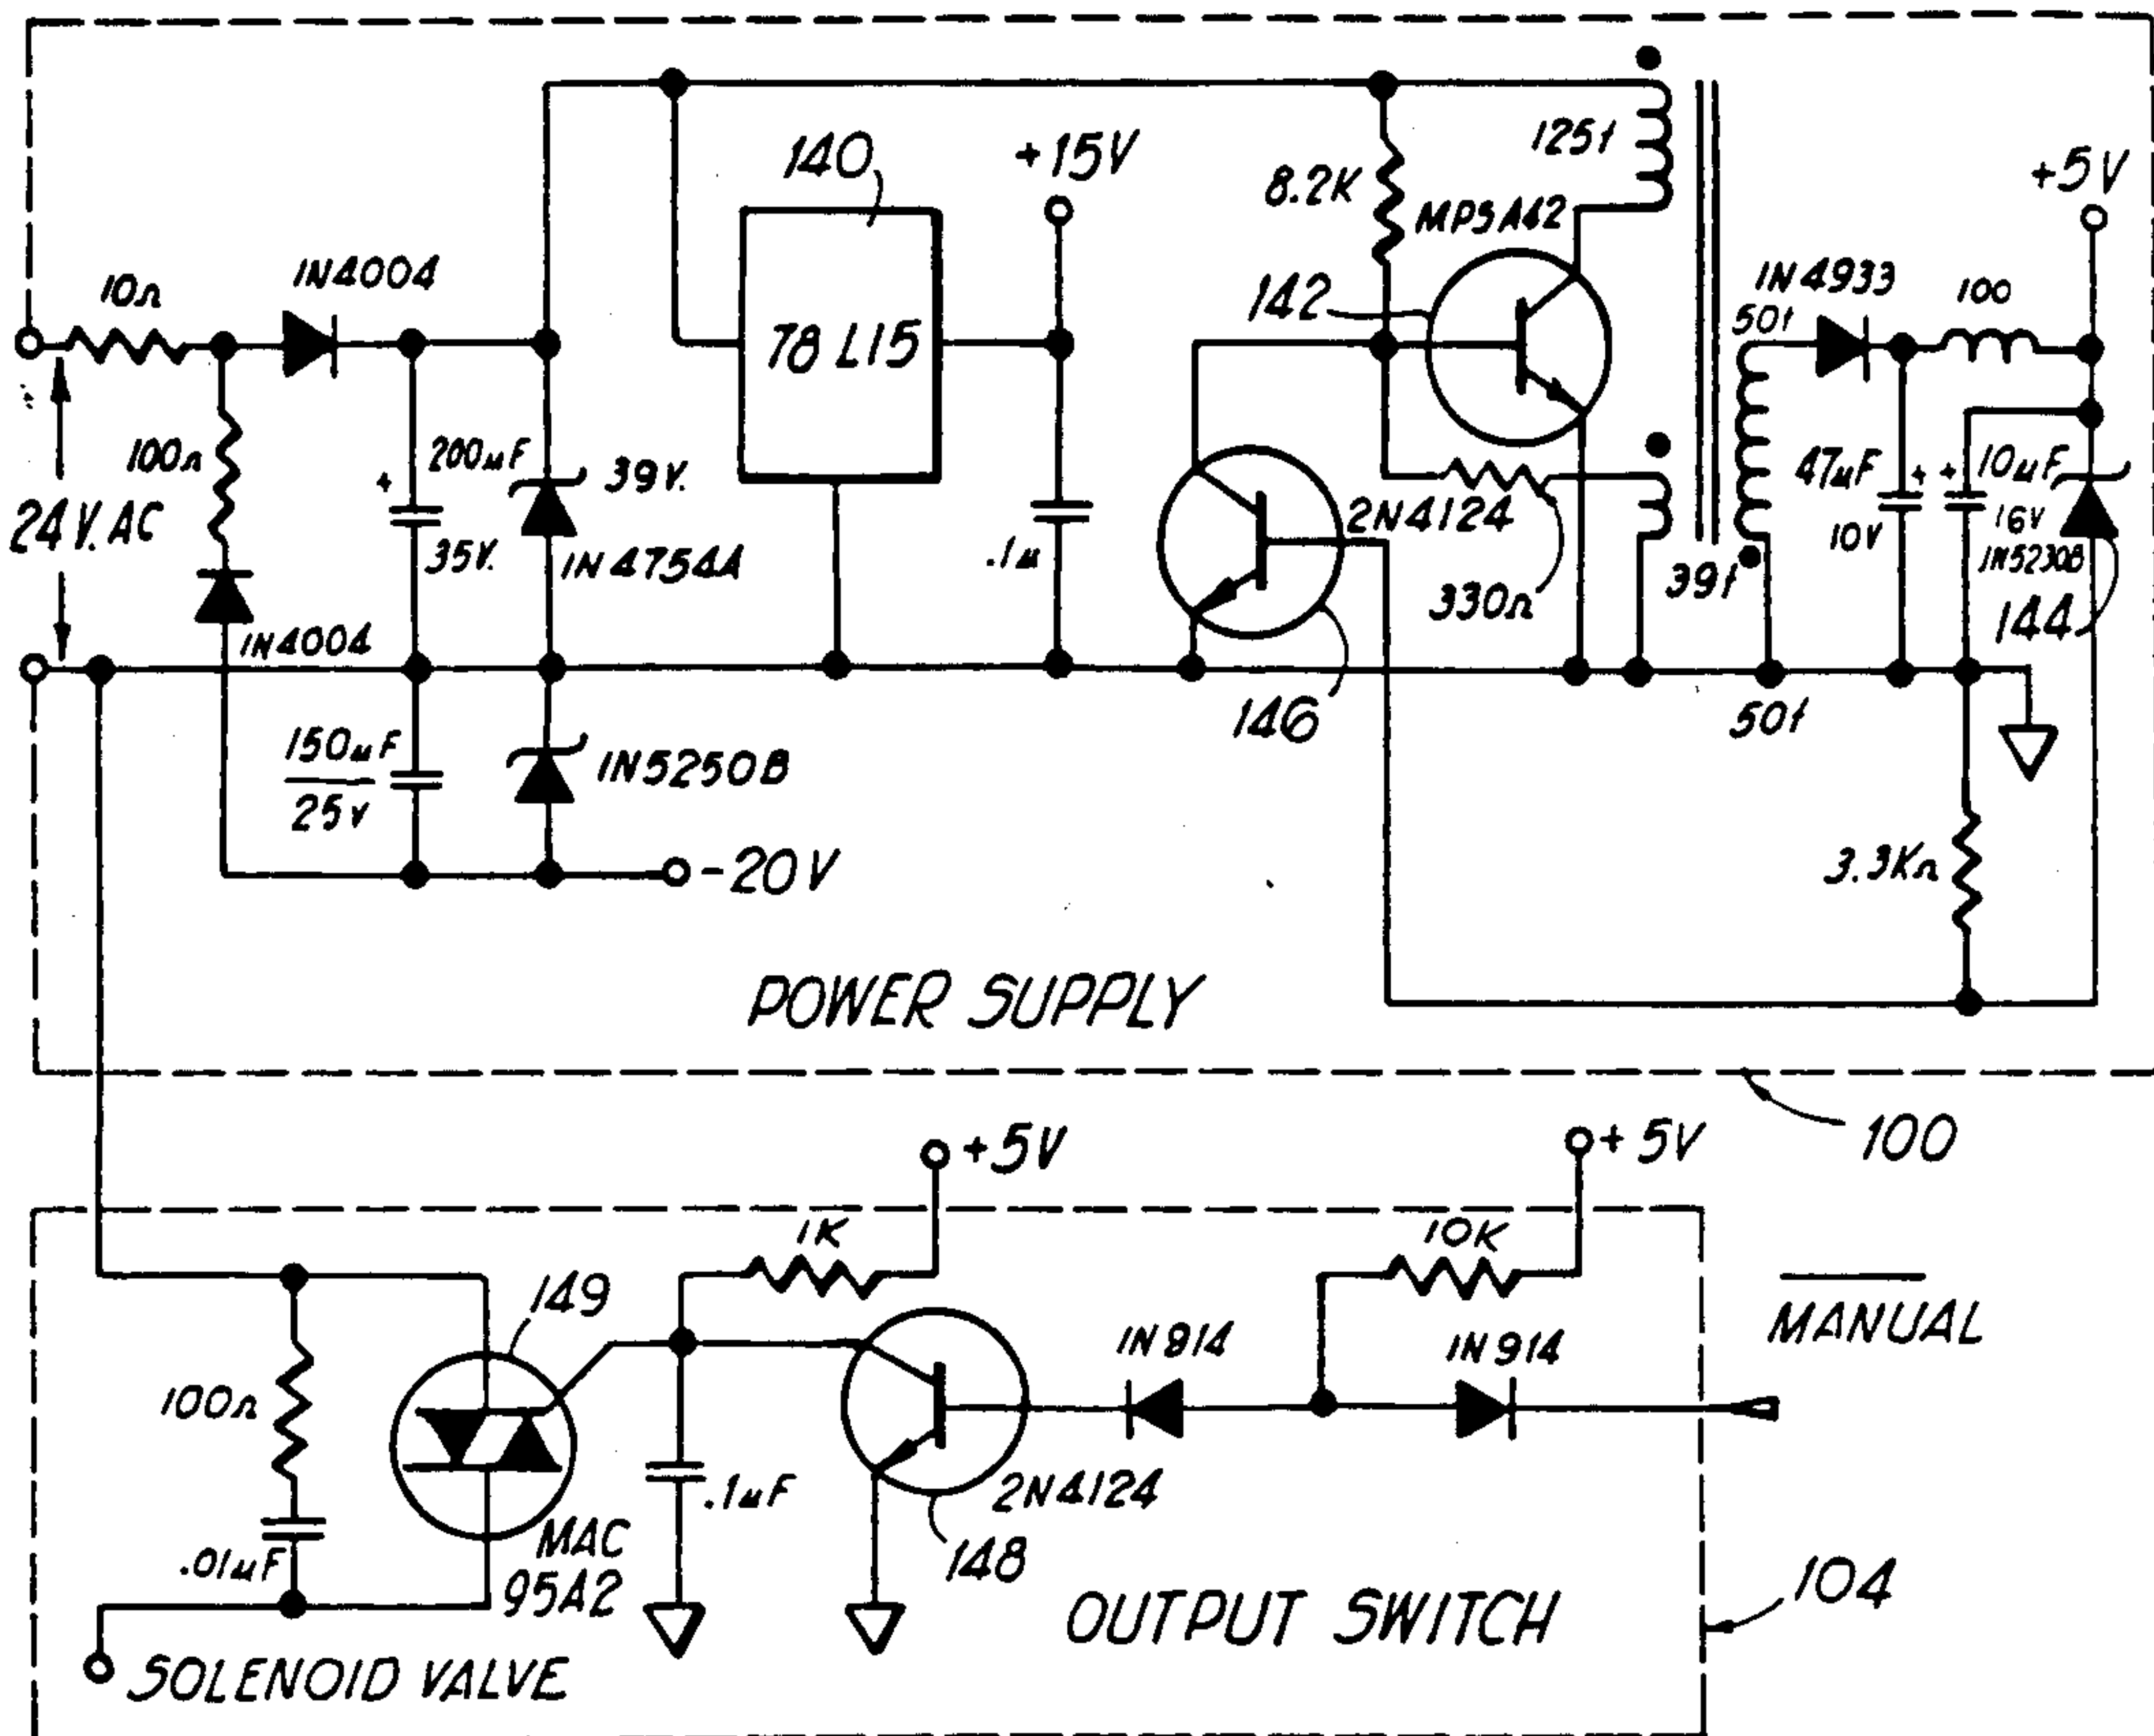 140
+15V
125t
8.2K
MPSA42
+5V
10Ω
1N4004
78 L15
142
1N4933
50t
100
100Ω
24V.AC
+
200µF
35V.
39V.
1N4754A
.1µ
2N4124
330Ω
39t
47µF
+
10V
+
10µF
16V
1N5230B
144
1N4004
146
50t
150µF
25V
1N5250B
-20V
3.3KΩ
POWER SUPPLY
100
+5V
+5V
1K
10K
149
MANUAL
1N814
1N914
100Ω
.01µF
MAC
95A2
.1µF
2N4124
148
OUTPUT SWITCH
104
SOLENOID VALVE